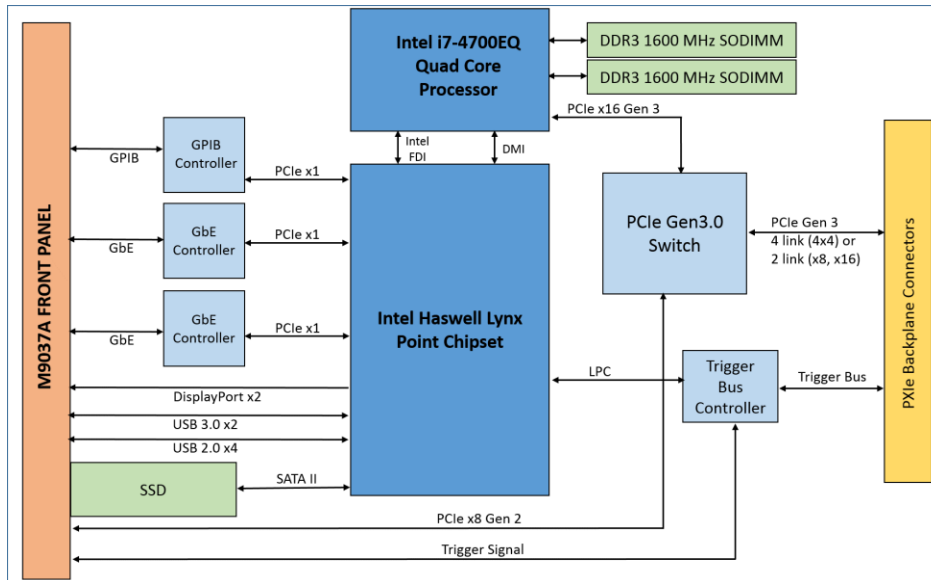 M9037A FRONT PANEL
Intel i7-4700EQ
Quad Core
Processor
DDR3 1600 MHz SODIMM
DDR3 1600 MHz SODIMM
PCIe x16 Gen 3
Intel
FDI
DMI
GPIB
GPIB
Controller
PCIe x1
GbE
GbE
Controller
PCIe x1
GbE
GbE
Controller
PCIe x1
Intel Haswell Lynx
Point Chipset
PCIe Gen3.0
Switch
PCIe Gen 3
4 link (4x4) or
2 link (x8, x16)
PXIe Backplane Connectors
LPC
Trigger
Bus
Controller
Trigger Bus
DisplayPort x2
USB 3.0 x2
USB 2.0 x4
SSD
SATA II
PCIe x8 Gen 2
Trigger Signal